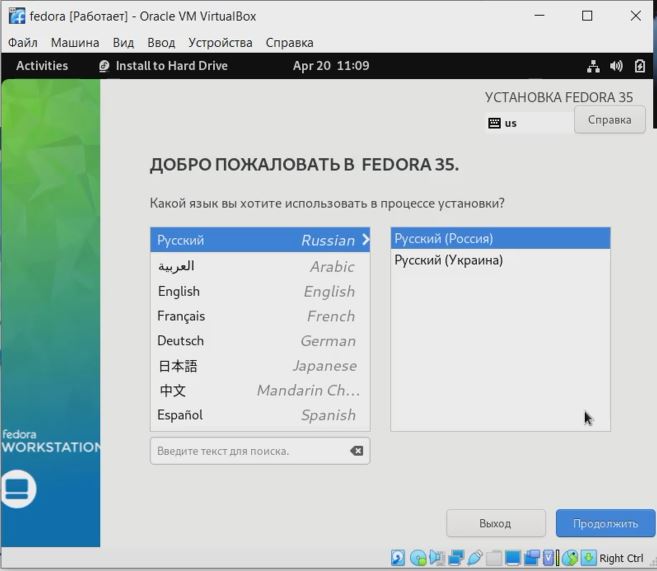 fedora [Работает] - Oracle VM VirtualBox
Файл Машина Вид Ввод Устройства Справка
Activities Install to Hard Drive Apr 20 11:09
УСТАНОВКА FEDORA 35
us Справка
ДОБРО ПОЖАЛОВАТЬ В FEDORA 35.
Какой язык вы хотите использовать в процессе установки?
Русский Russian
العربية Arabic
English English
Français French
Deutsch German
日本語 Japanese
中文 Mandarin Ch...
Español Spanish
Русский (Россия)
Русский (Украина)
Введите текст для поиска.
fedora
WORKSTATION
Выход Продолжить
Right Ctrl